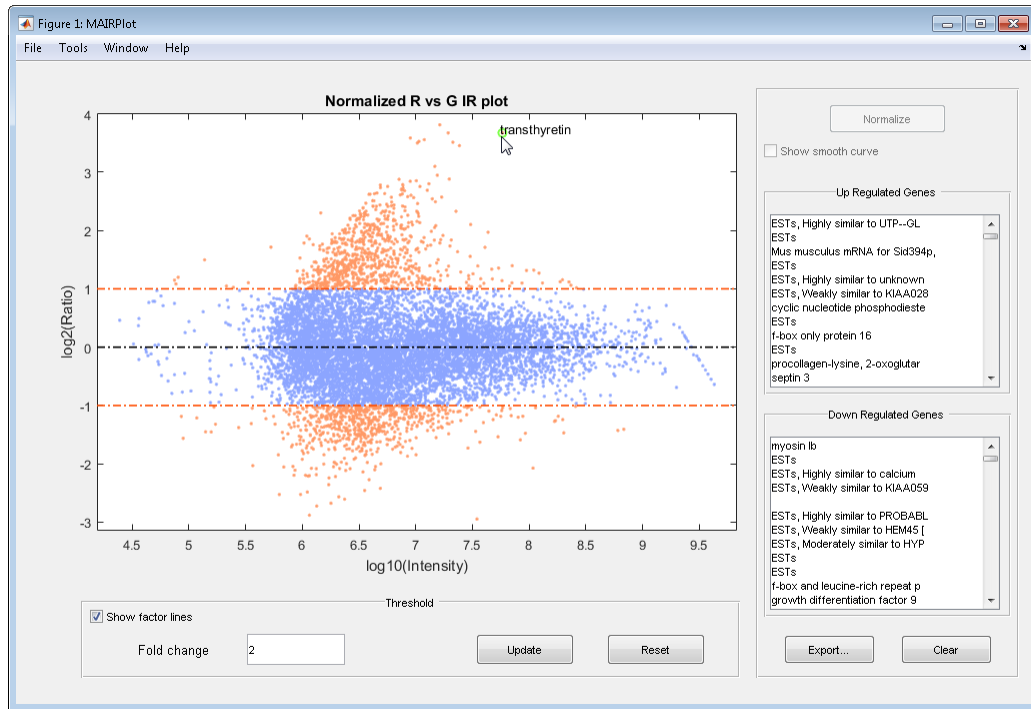 Figure 1: MAIRPlot
File Tools Window Help
Normalized R vs G IR plot
transthyretin
4
3
2
1
0
-1
-2
-3
log2(Ratio)
4.5 5 5.5 6 6.5 7 7.5 8 8.5 9 9.5
log10(Intensity)
Threshold
Show factor lines
Fold change 2 Update Reset
Normalize
Show smooth curve
Up Regulated Genes
ESTs, Highly similar to UTP--GL
ESTs
Mus musculus mRNA for Sid394p,
ESTs
ESTs, Highly similar to unknown
ESTs, Weakly similar to KIAA028
cyclic nucleotide phosphodieste
ESTs
f-box only protein 16
ESTs
procollagen-lysine, 2-oxoglutar
septin 3
Down Regulated Genes
myosin Ib
ESTs
ESTs, Highly similar to calcium
ESTs, Weakly similar to KIAA059
ESTs, Highly similar to PROBABL
ESTs, Weakly similar to HEM45 [
ESTs, Moderately similar to HYP
ESTs
ESTs
f-box and leucine-rich repeat p
growth differentiation factor 9
Export... Clear